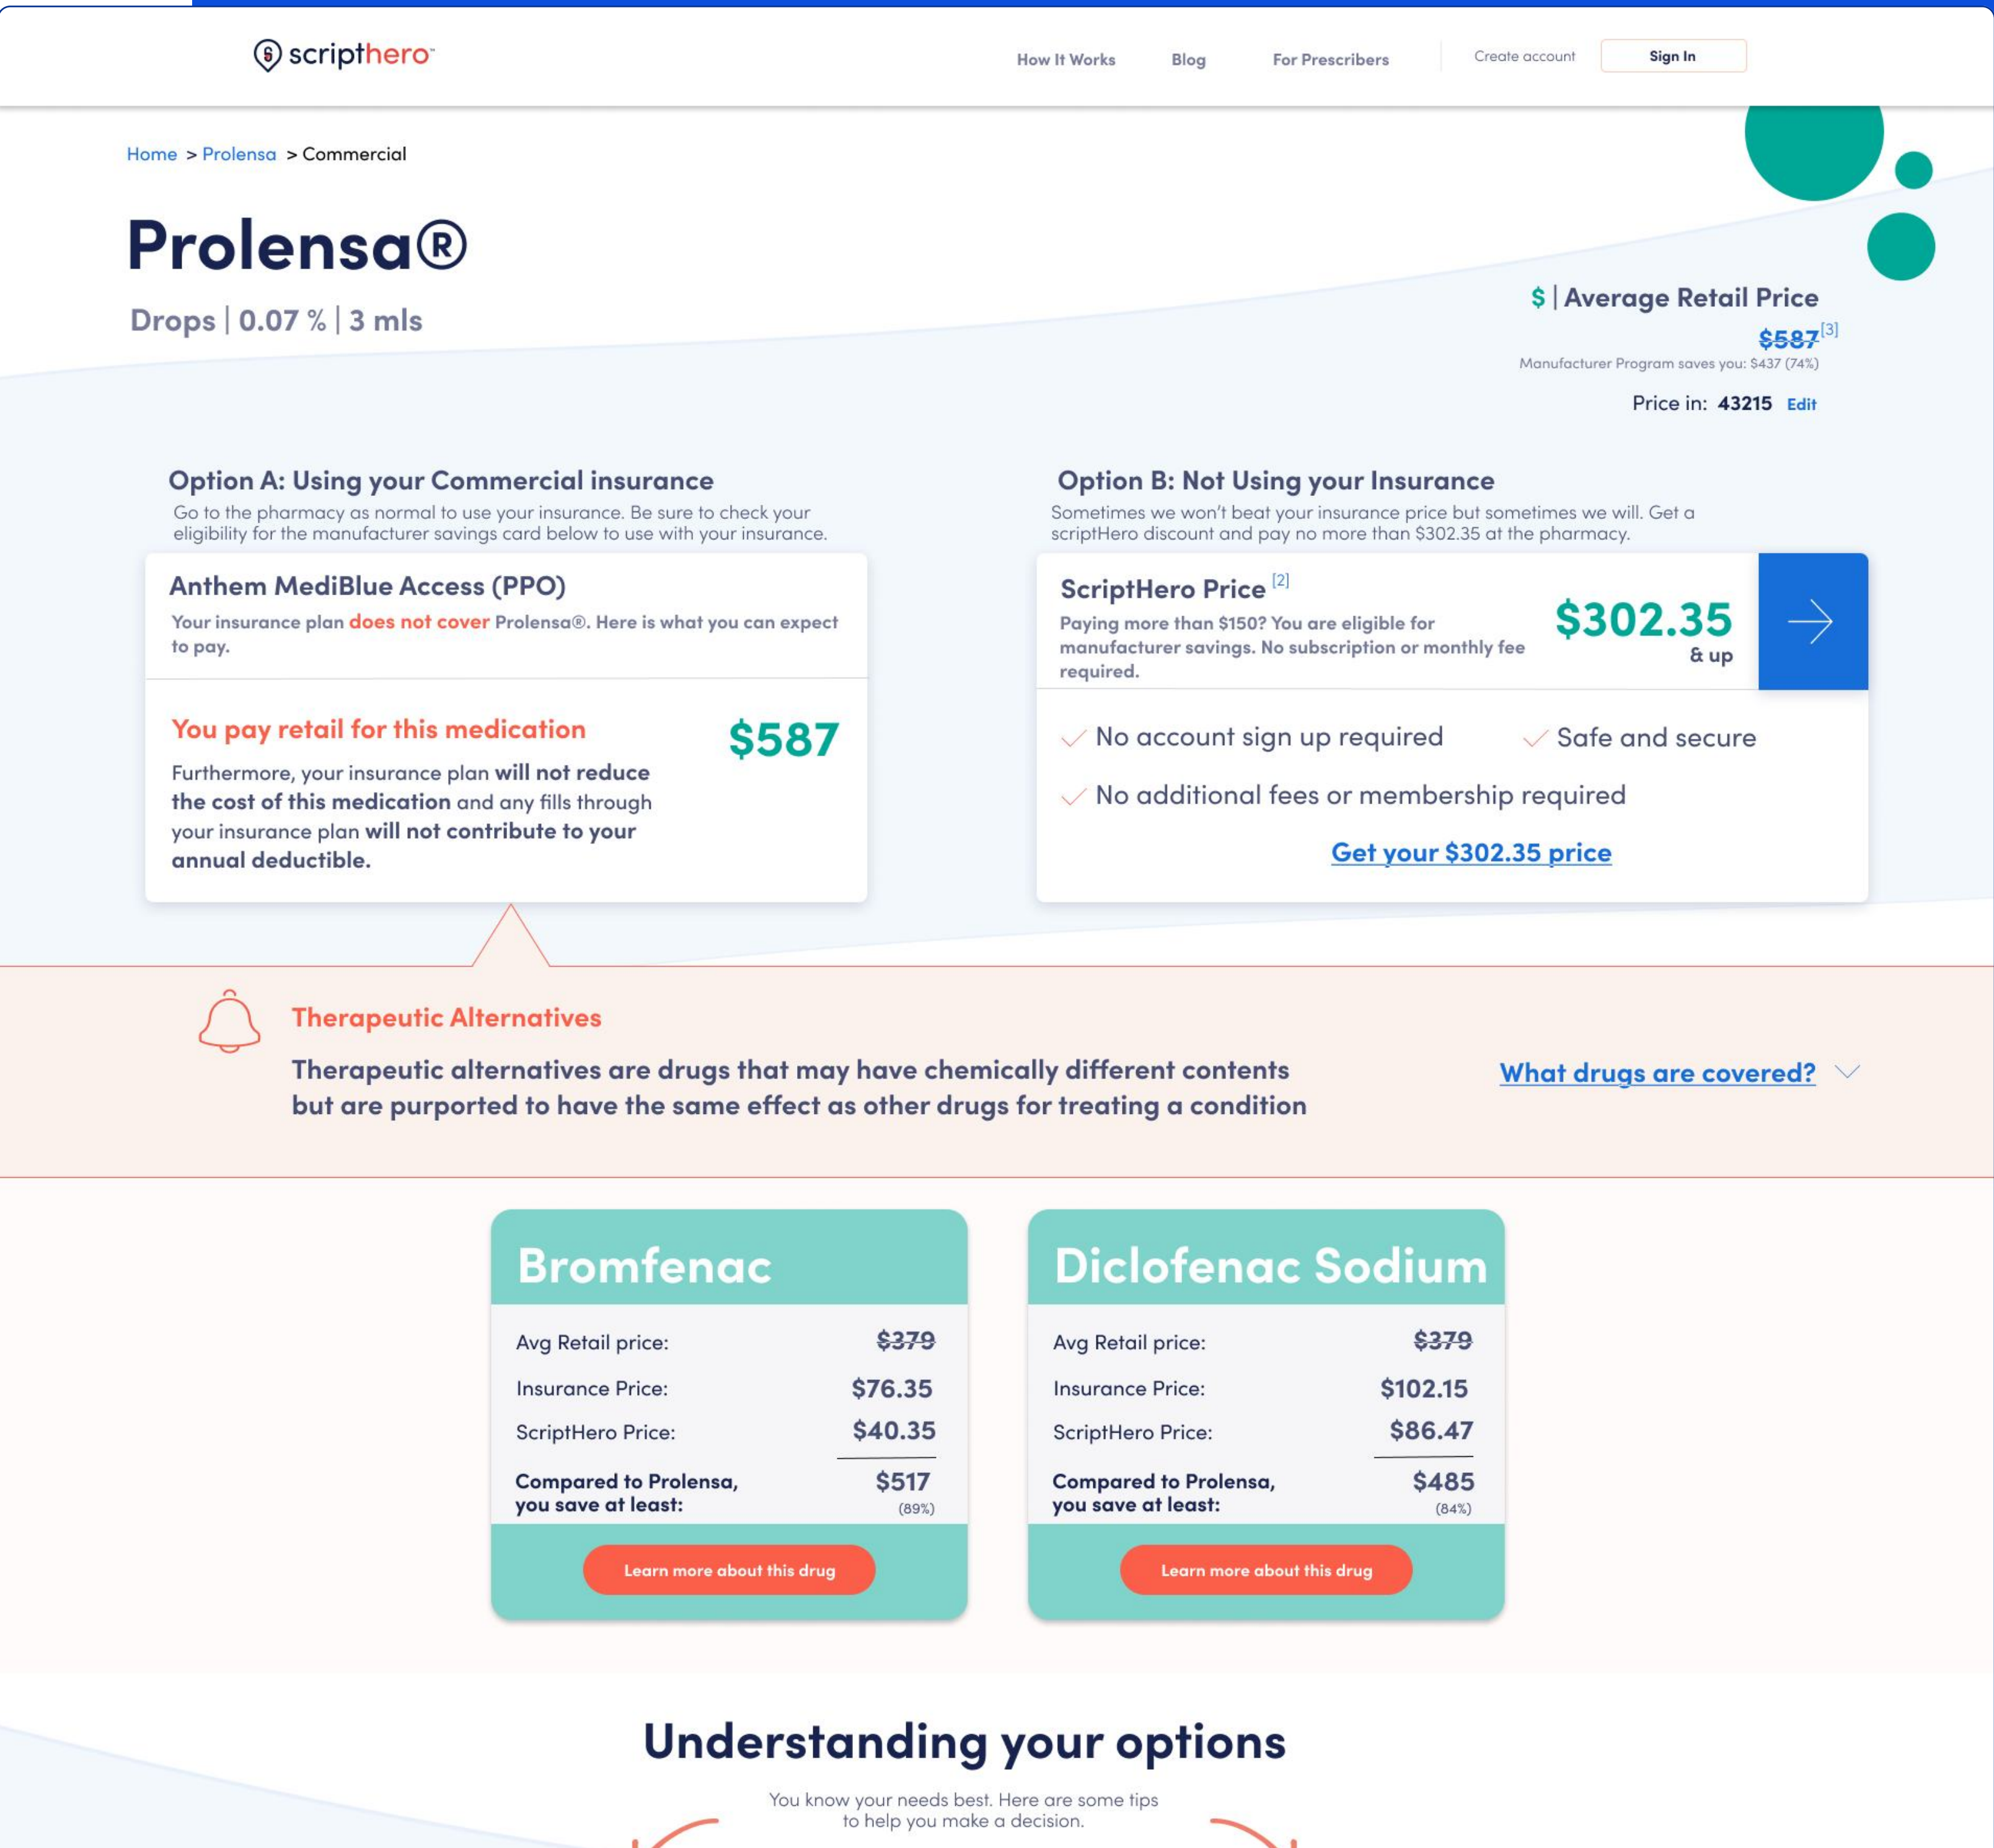 scripthero™
How It Works
Blog
For Prescribers
Create account
Sign In
Home > Prolensa > Commercial
Prolensa®
Drops | 0.07 % | 3 mls
$ | Average Retail Price
$587[3]
Manufacturer Program saves you: $437 (74%)
Price in: 43215 Edit
Option A: Using your Commercial insurance
Go to the pharmacy as normal to use your insurance. Be sure to check your
eligibility for the manufacturer savings card below to use with your insurance.
Anthem MediBlue Access (PPO)
Your insurance plan does not cover Prolensa®. Here is what you can expect
to pay.
You pay retail for this medication
$587
Furthermore, your insurance plan will not reduce
the cost of this medication and any fills through
your insurance plan will not contribute to your
annual deductible.
Option B: Not Using your Insurance
Sometimes we won't beat your insurance price but sometimes we will. Get a
scriptHero discount and pay no more than $302.35 at the pharmacy.
ScriptHero Price [2]
Paying more than $150? You are eligible for
manufacturer savings. No subscription or monthly fee
required.
$302.35
& up
No account sign up required
Safe and secure
No additional fees or membership required
Get your $302.35 price
Therapeutic Alternatives
Therapeutic alternatives are drugs that may have chemically different contents
but are purported to have the same effect as other drugs for treating a condition
What drugs are covered?
Bromfenac
Avg Retail price: $379
Insurance Price: $76.35
ScriptHero Price: $40.35
Compared to Prolensa, $517
you save at least: (89%)
Learn more about this drug
Diclofenac Sodium
Avg Retail price: $379
Insurance Price: $102.15
ScriptHero Price: $86.47
Compared to Prolensa, $485
you save at least: (84%)
Learn more about this drug
Understanding your options
You know your needs best. Here are some tips
to help you make a decision.